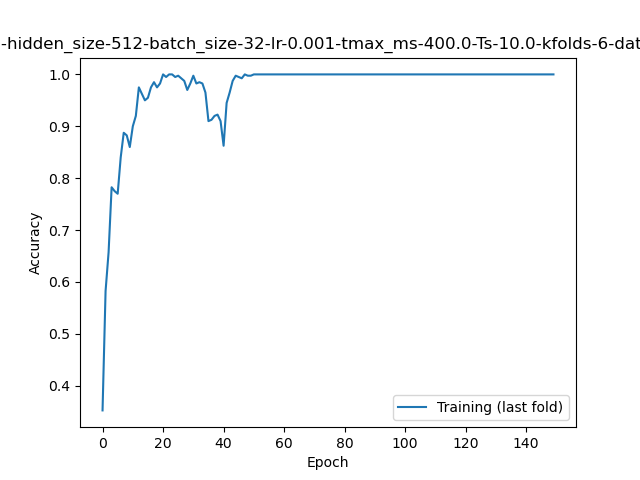 -hidden_size-512-batch_size-32-lr-0.001-tmax_ms-400.0-Ts-10.0-kfolds-6-dat
1.0
0.9
0.8
0.7
0.6
0.5
0.4
Accuracy
Training (last fold)
0 20 40 60 80 100 120 140
Epoch